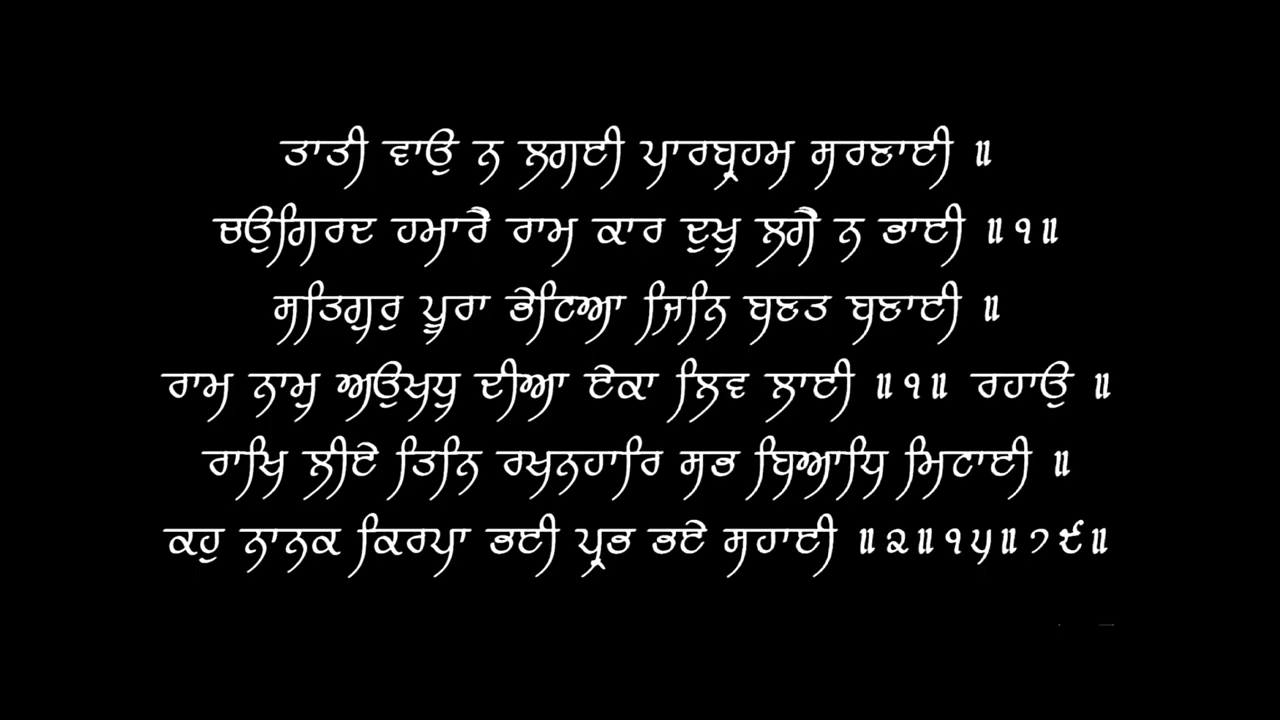 ਤਾਤੀ ਵਾਉ ਨ ਲਗਈ ਪਾਰਬ੍ਰਹਮ ਸਰਣਾਈ ॥
ਚਉਗਿਰਦ ਹਮਾਰੈ ਰਾਮ ਕਾਰ ਦੁਖੁ ਲਗੈ ਨ ਭਾਈ ॥੧॥
ਸਤਿਗੁਰੁ ਪੂਰਾ ਭੇਟਿਆ ਜਿਨਿ ਬਣਤ ਬਣਾਈ ॥
ਰਾਮ ਨਾਮੁ ਅਉਖਧੁ ਦੀਆ ਏਕਾ ਲਿਵ ਲਾਈ ॥੧॥ ਰਹਾਉ ॥
ਰਾਖਿ ਲੀਏ ਤਿਨਿ ਰਖਨਹਾਰਿ ਸਭ ਬਿਆਧਿ ਮਿਟਾਈ ॥
ਕਹੁ ਨਾਨਕ ਕਿਰਪਾ ਭਈ ਪ੍ਰਭ ਭਏ ਸਹਾਈ ॥੨॥੧੫॥੭੯॥